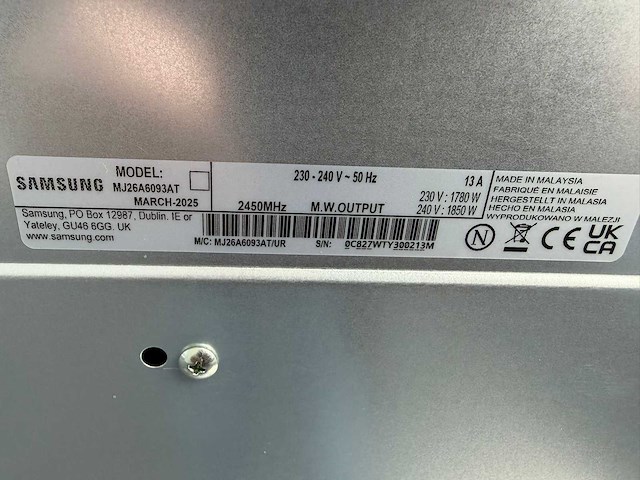 SAMSUNG
MODEL:
MJ26A6093AT
MARCH-2025
230 - 240 V ~ 50 Hz
13 A
230 V : 1780 W
2450MHz M.W.OUTPUT 240 V : 1850 W
MADE IN MALAYSIA
FABRIQUÉ EN MALAISIE
HERGESTELLT IN MALASIA
HECHO EN MALASIA
WYPRODUKOWANO W MALEZJI
Samsung, PO Box 12987, Dublin. IE or
Yateley, GU46 6GG. UK
www.samsung.com
M/C: MJ26A6093AT/UR S/N: 0C827WTY300213M
N
CE
UK
CA